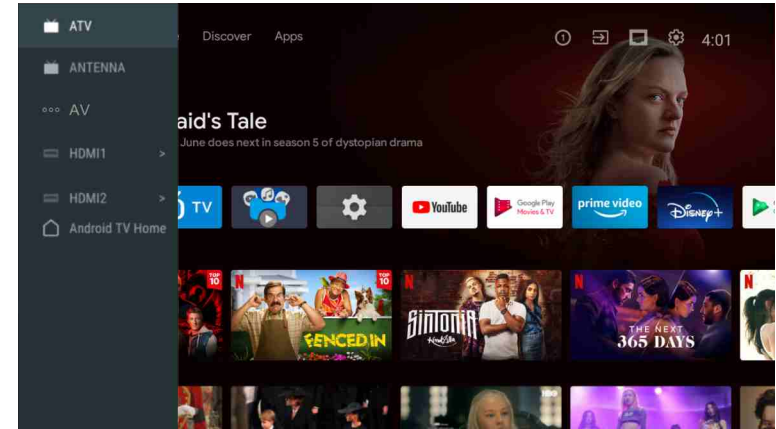 ATV
ANTENNA
AV
HDMI1 >
HDMI2 >
Android TV Home
Discover Apps
1
4:01
aid's Tale
June does next in season 5 of dystopian drama
TV
YouTube
Google Play
Movies & TV
prime video
Disney+
TOP
10
N
TOP
10
FENCED IN
N
SINTONIA
N
THE NEXT
365 DAYS
N
HBO